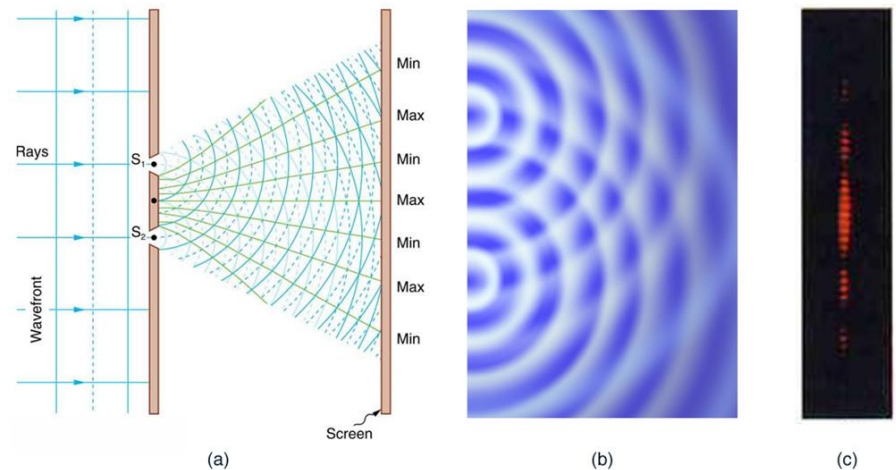 Rays
Wavefront
S₁
S₂
Min
Max
Min
Max
Min
Max
Min
Screen
(a)
(b)
(c)